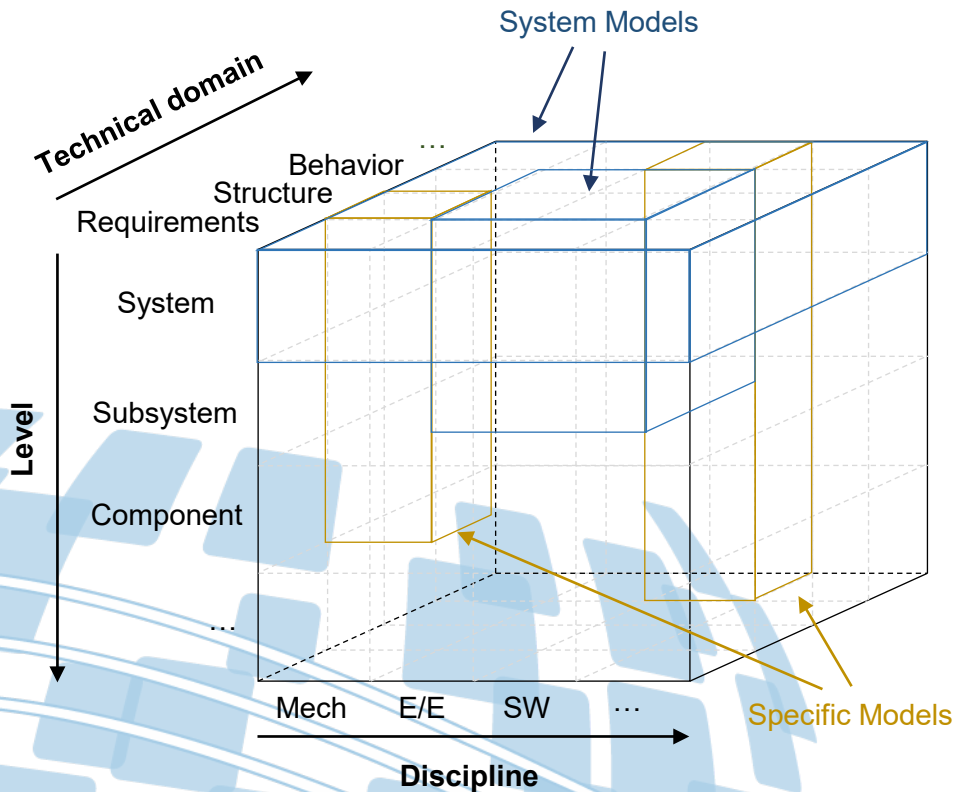 System Models
Technical domain
…
Behavior
Structure
Requirements
System
Subsystem
Level
Component
…
Mech E/E SW …
Specific Models
Discipline